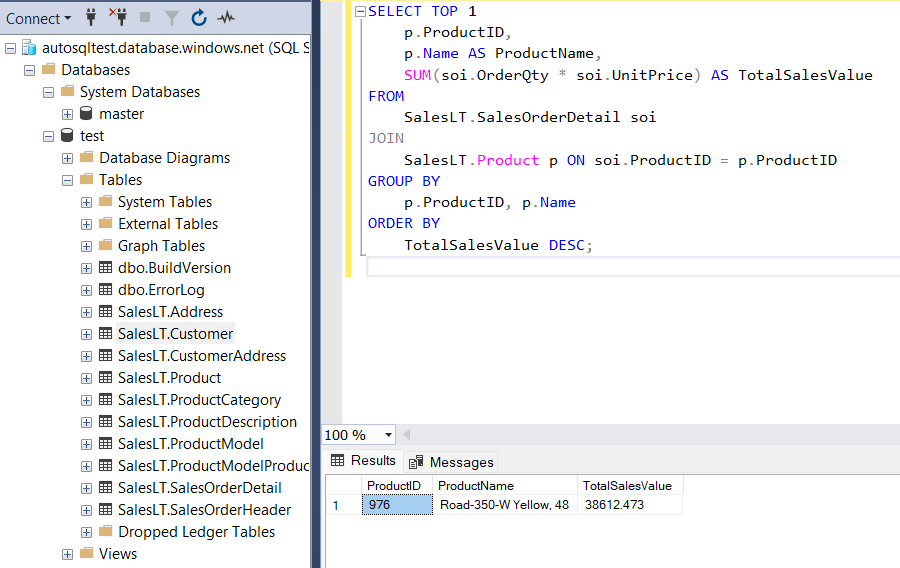 Connect
autosqltest.database.windows.net (SQL S
Databases
System Databases
master
test
Database Diagrams
Tables
System Tables
External Tables
Graph Tables
dbo.BuildVersion
dbo.ErrorLog
SalesLT.Address
SalesLT.Customer
SalesLT.CustomerAddress
SalesLT.Product
SalesLT.ProductCategory
SalesLT.ProductDescription
SalesLT.ProductModel
SalesLT.ProductModelProduc
SalesLT.SalesOrderDetail
SalesLT.SalesOrderHeader
Dropped Ledger Tables
Views
SELECT TOP 1
p.ProductID,
p.Name AS ProductName,
SUM(soi.OrderQty * soi.UnitPrice) AS TotalSalesValue
FROM
SalesLT.SalesOrderDetail soi
JOIN
SalesLT.Product p ON soi.ProductID = p.ProductID
GROUP BY
p.ProductID, p.Name
ORDER BY
TotalSalesValue DESC;
100 %
Results Messages
ProductID ProductName TotalSalesValue
1 976 Road-350-W Yellow, 48 38612.473